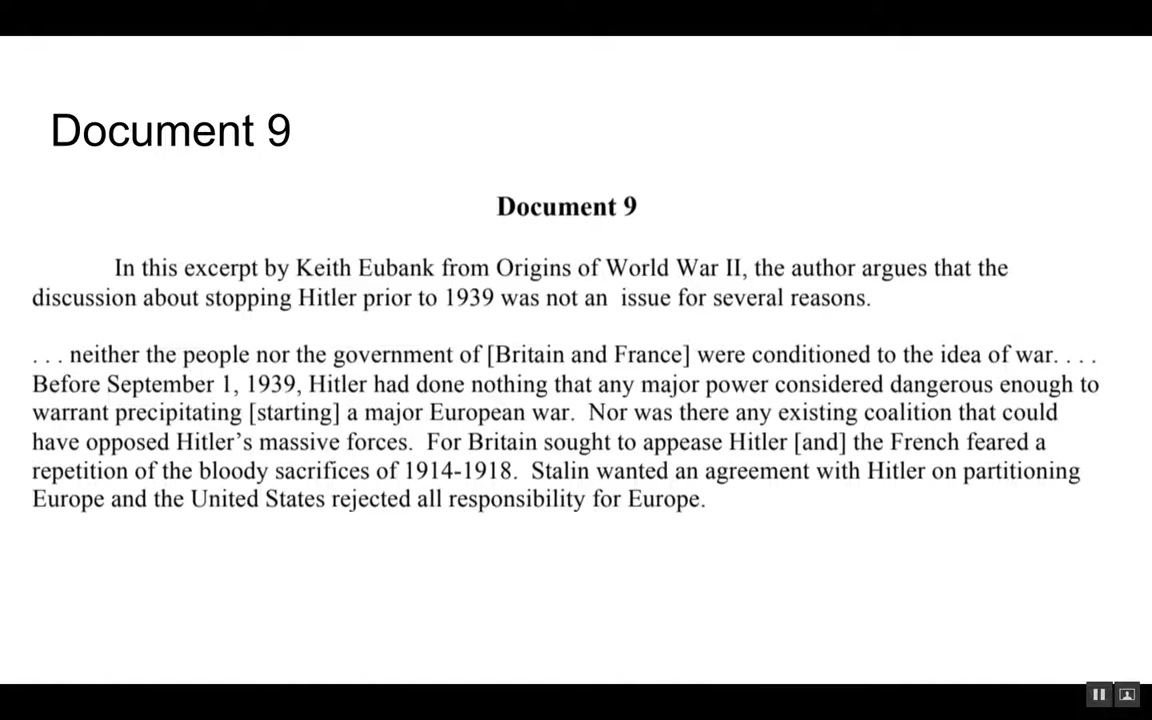 Document 9
Document 9
In this excerpt by Keith Eubank from Origins of World War II, the author argues that the
discussion about stopping Hitler prior to 1939 was not an issue for several reasons.
. . . neither the people nor the government of [Britain and France] were conditioned to the idea of war. . . .
Before September 1, 1939, Hitler had done nothing that any major power considered dangerous enough to
warrant precipitating [starting] a major European war. Nor was there any existing coalition that could
have opposed Hitler's massive forces. For Britain sought to appease Hitler [and] the French feared a
repetition of the bloody sacrifices of 1914-1918. Stalin wanted an agreement with Hitler on partitioning
Europe and the United States rejected all responsibility for Europe.